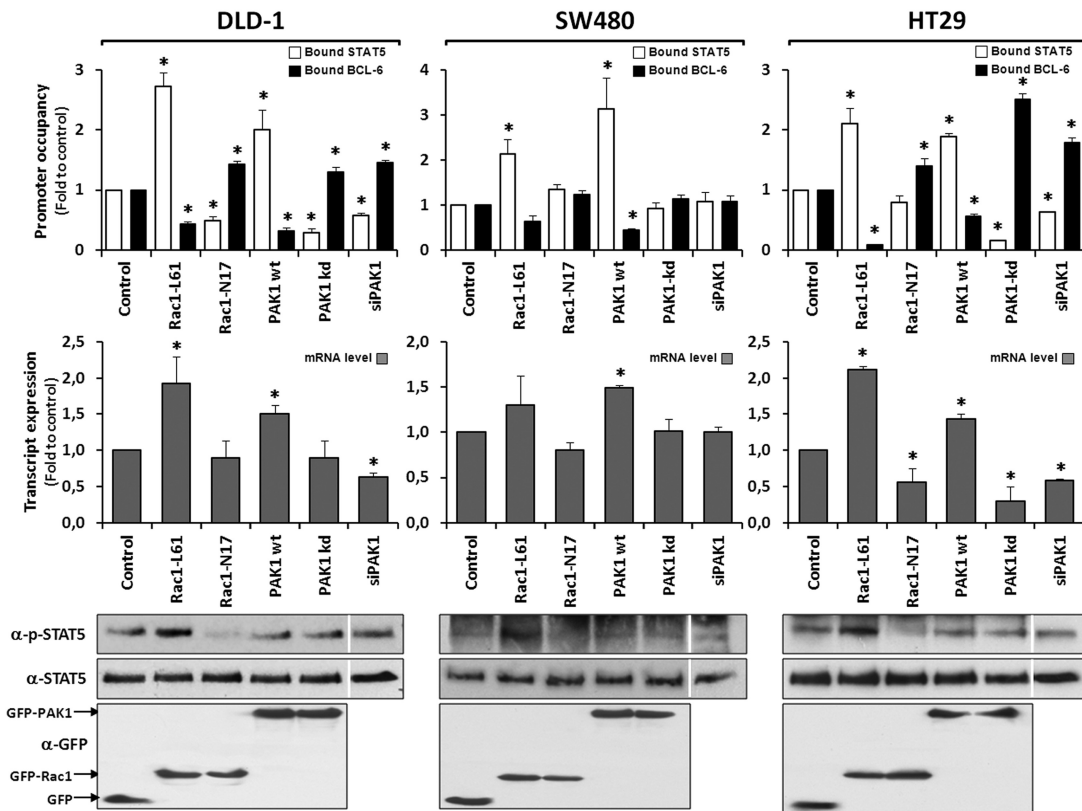 DLD-1
SW480
HT29
Promoter occupancy
(Fold to control)
Bound STAT5
Bound BCL-6
3
2
1
0
Control
Rac1-L61
Rac1-N17
PAK1 wt
PAK1 kd
siPAK1
* * * * * * * * * *
Bound STAT5
Bound BCL-6
4
3
2
1
0
Control
Rac1-L61
Rac1-N17
PAK1 wt
PAK1-kd
siPAK1
* * *
Bound STAT5
Bound BCL-6
3
2
1
0
Control
Rac1-L61
Rac1-N17
PAK1 wt
PAK1-kd
siPAK1
* * * * * * * * *
Transcript expression
(Fold to control)
mRNA level
2,5
2,0
1,5
1,0
0,5
0,0
Control
Rac1-L61
Rac1-N17
PAK1 wt
PAK1 kd
siPAK1
* * *
mRNA level
2,0
1,5
1,0
0,5
0,0
Control
Rac1-L61
Rac1-N17
PAK1 wt
PAK1 kd
siPAK1
*
mRNA level
2,5
2,0
1,5
1,0
0,5
0,0
Control
Rac1-L61
Rac1-N17
PAK1 wt
PAK1 kd
siPAK1
* * * * *
α-p-STAT5
α-STAT5
GFP-PAK1
α-GFP
GFP-Rac1
GFP